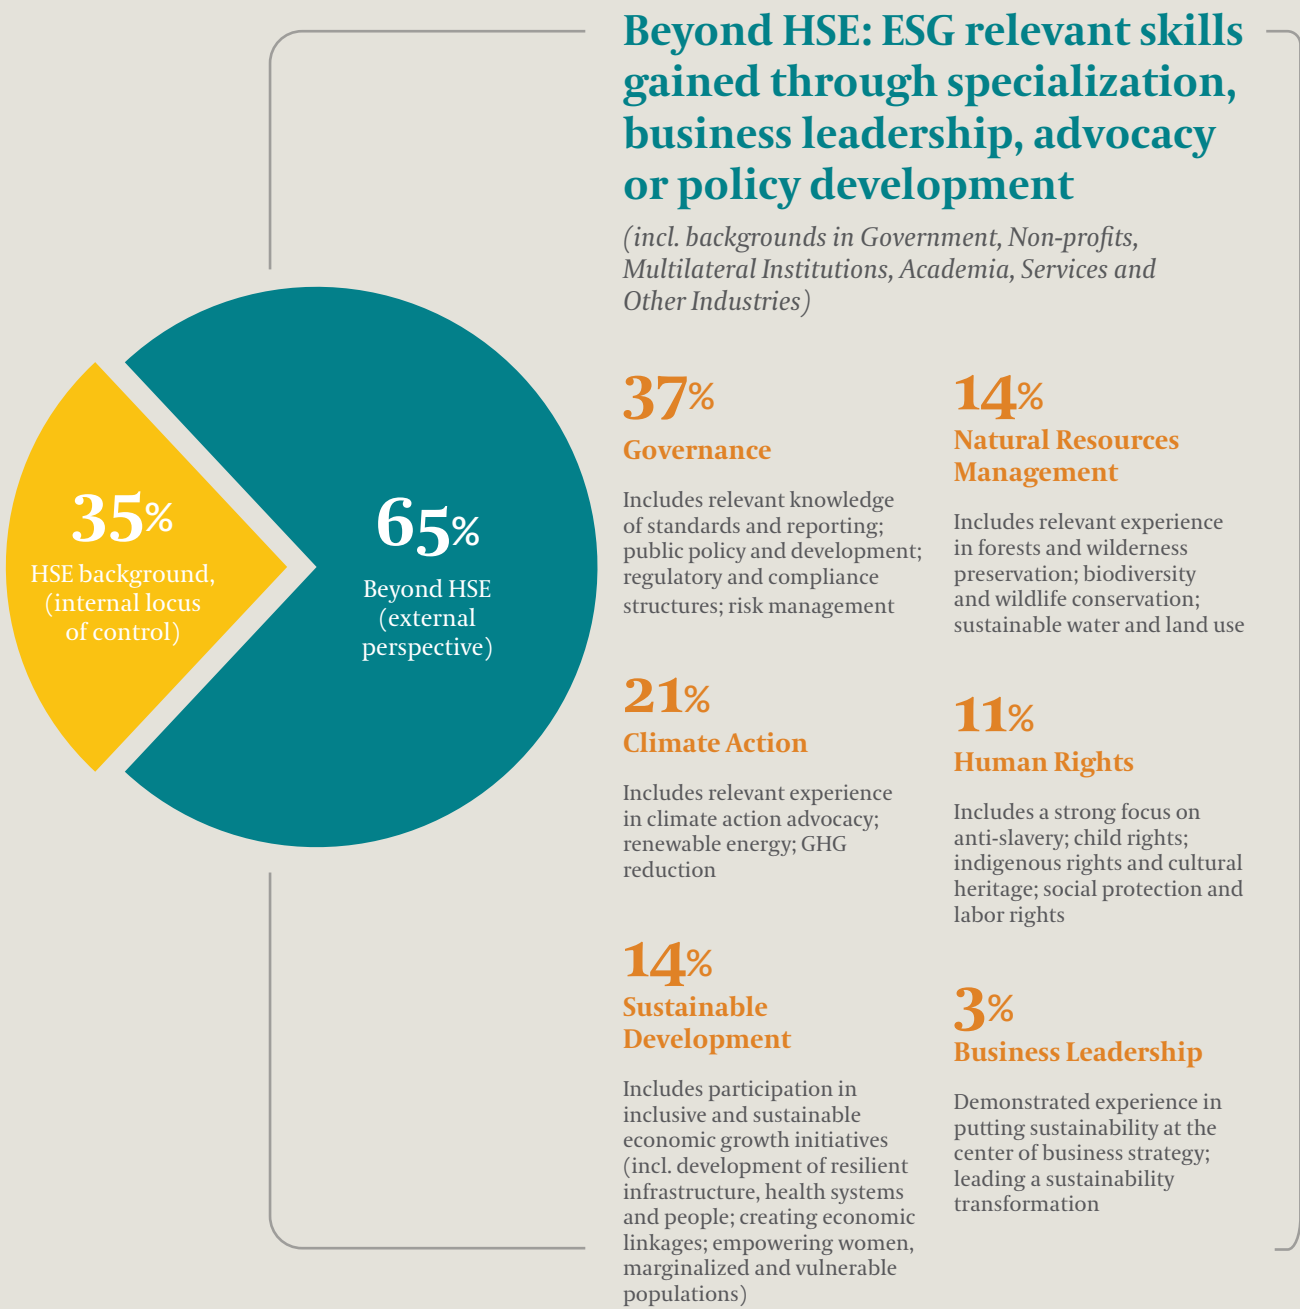 Beyond HSE: ESG relevant skills
gained through specialization,
business leadership, advocacy
or policy development
(incl. backgrounds in Government, Non-profits,
Multilateral Institutions, Academia, Services and
Other Industries)
35%
HSE background,
(internal locus
of control)
65%
Beyond HSE
(external
perspective)
37%
Governance
Includes relevant knowledge
of standards and reporting;
public policy and development;
regulatory and compliance
structures; risk management
21%
Climate Action
Includes relevant experience
in climate action advocacy;
renewable energy; GHG
reduction
14%
Sustainable
Development
Includes participation in
inclusive and sustainable
economic growth initiatives
(incl. development of resilient
infrastructure, health systems
and people; creating economic
linkages; empowering women,
marginalized and vulnerable
populations)
14%
Natural Resources
Management
Includes relevant experience
in forests and wilderness
preservation; biodiversity
and wildlife conservation;
sustainable water and land use
11%
Human Rights
Includes a strong focus on
anti-slavery; child rights;
indigenous rights and cultural
heritage; social protection and
labor rights
3%
Business Leadership
Demonstrated experience in
putting sustainability at the
center of business strategy;
leading a sustainability
transformation